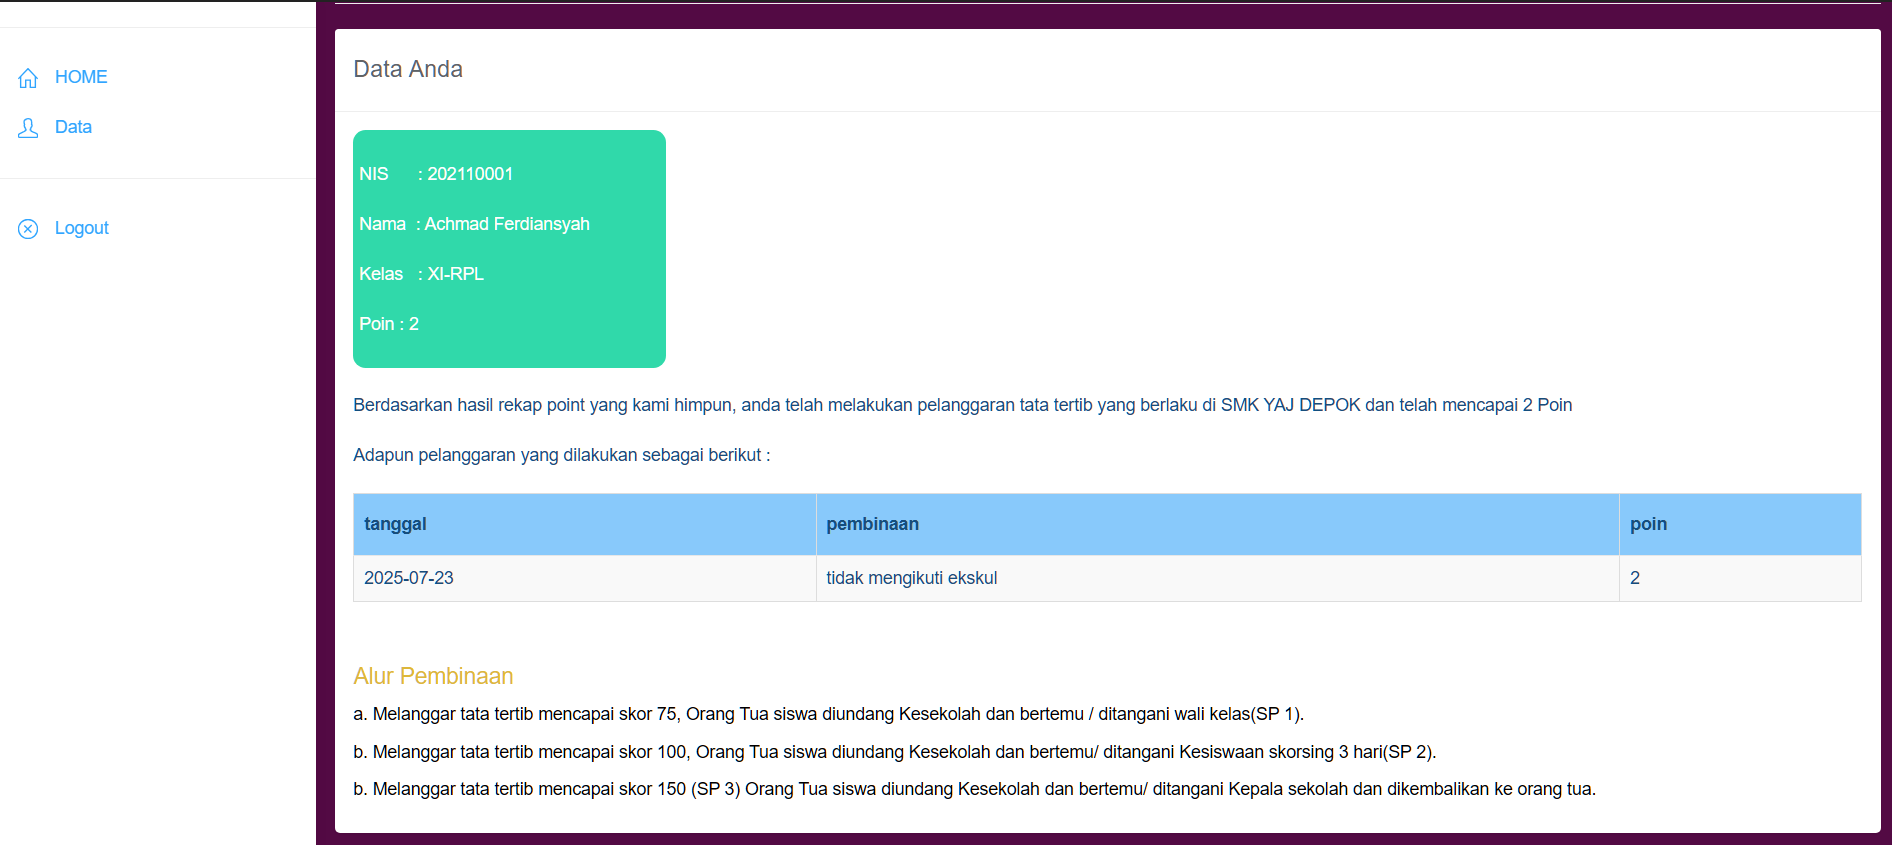 HOME
Data
Logout
Data Anda
NIS : 202110001
Nama : Achmad Ferdiansyah
Kelas : XI-RPL
Poin : 2
Berdasarkan hasil rekap point yang kami himpun, anda telah melakukan pelanggaran tata tertib yang berlaku di SMK YAJ DEPOK dan telah mencapai 2 Poin
Adapun pelanggaran yang dilakukan sebagai berikut :
tanggal pembinaan poin
2025-07-23 tidak mengikuti ekskul 2
Alur Pembinaan
a. Melanggar tata tertib mencapai skor 75, Orang Tua siswa diundang Kesekolah dan bertemu / ditangani wali kelas(SP 1).
b. Melanggar tata tertib mencapai skor 100, Orang Tua siswa diundang Kesekolah dan bertemu/ ditangani Kesiswaan skorsing 3 hari(SP 2).
b. Melanggar tata tertib mencapai skor 150 (SP 3) Orang Tua siswa diundang Kesekolah dan bertemu/ ditangani Kepala sekolah dan dikembalikan ke orang tua.